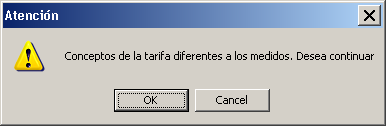 Atención
Conceptos de la tarifa diferentes a los medidos. Desea continuar
OK
Cancel